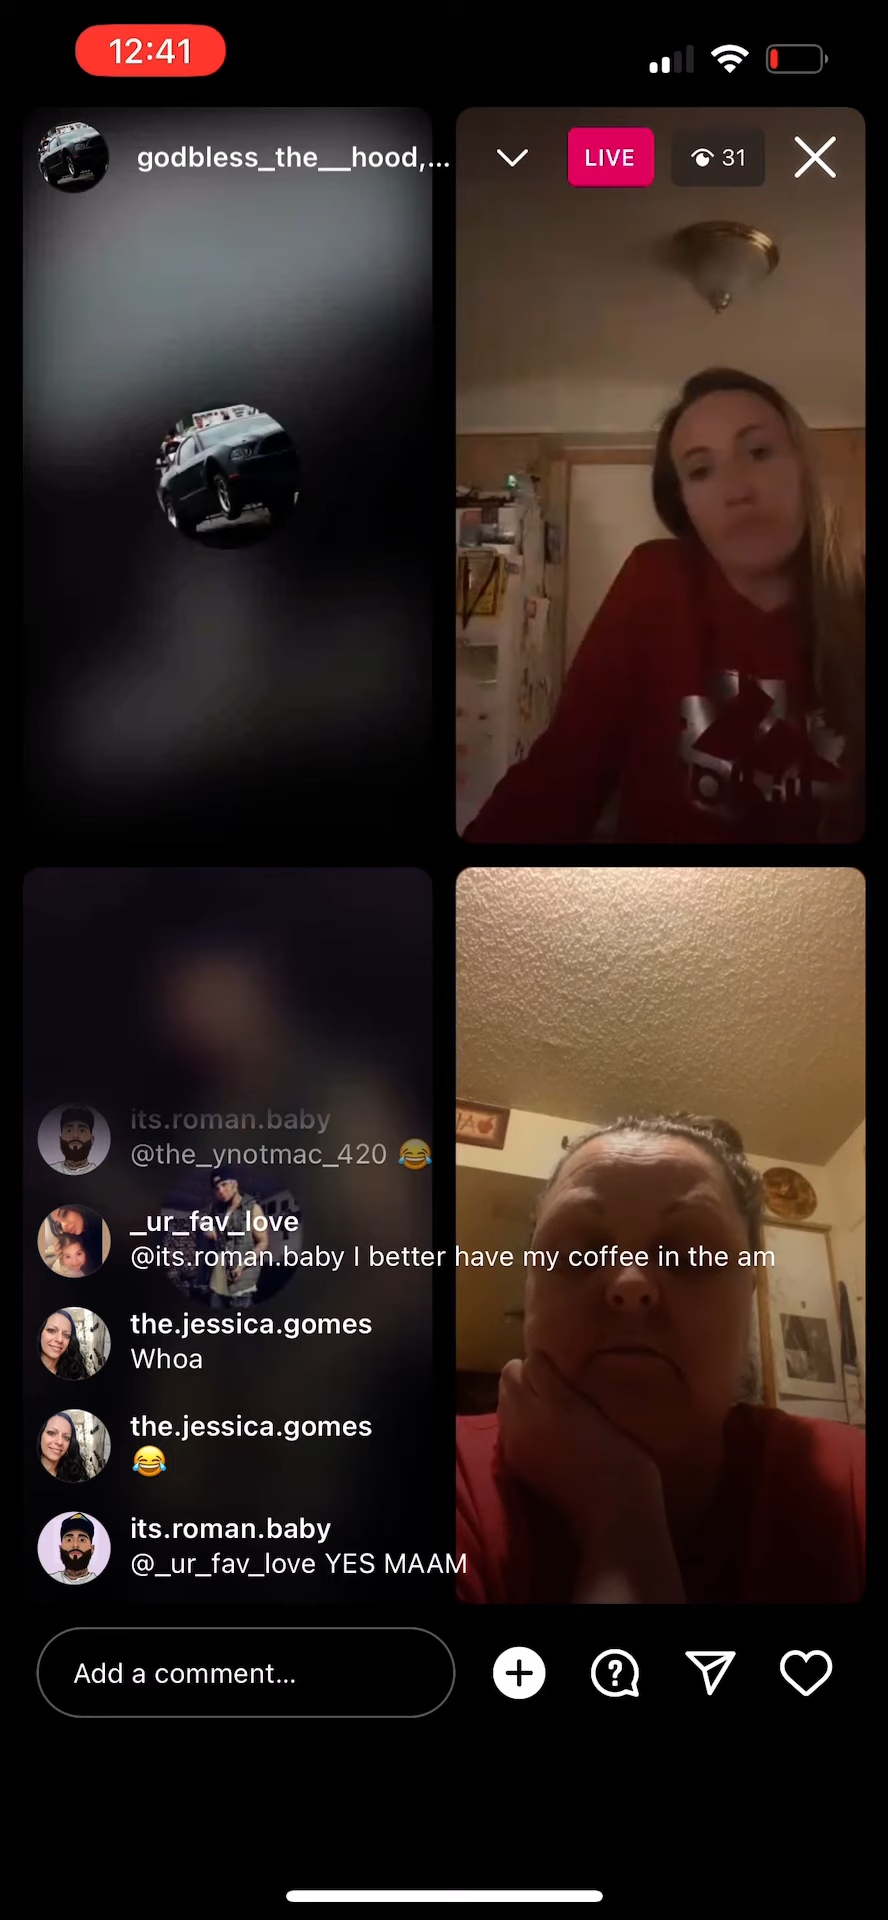 12:41
godbless_the__hood,...
LIVE
31
its.roman.baby
@the_ynotmac_420 😂
_ur_fav_love
@its.roman.baby I better have my coffee in the am
the.jessica.gomes
Whoa
the.jessica.gomes
😂
its.roman.baby
@_ur_fav_love YES MAAM
Add a comment...